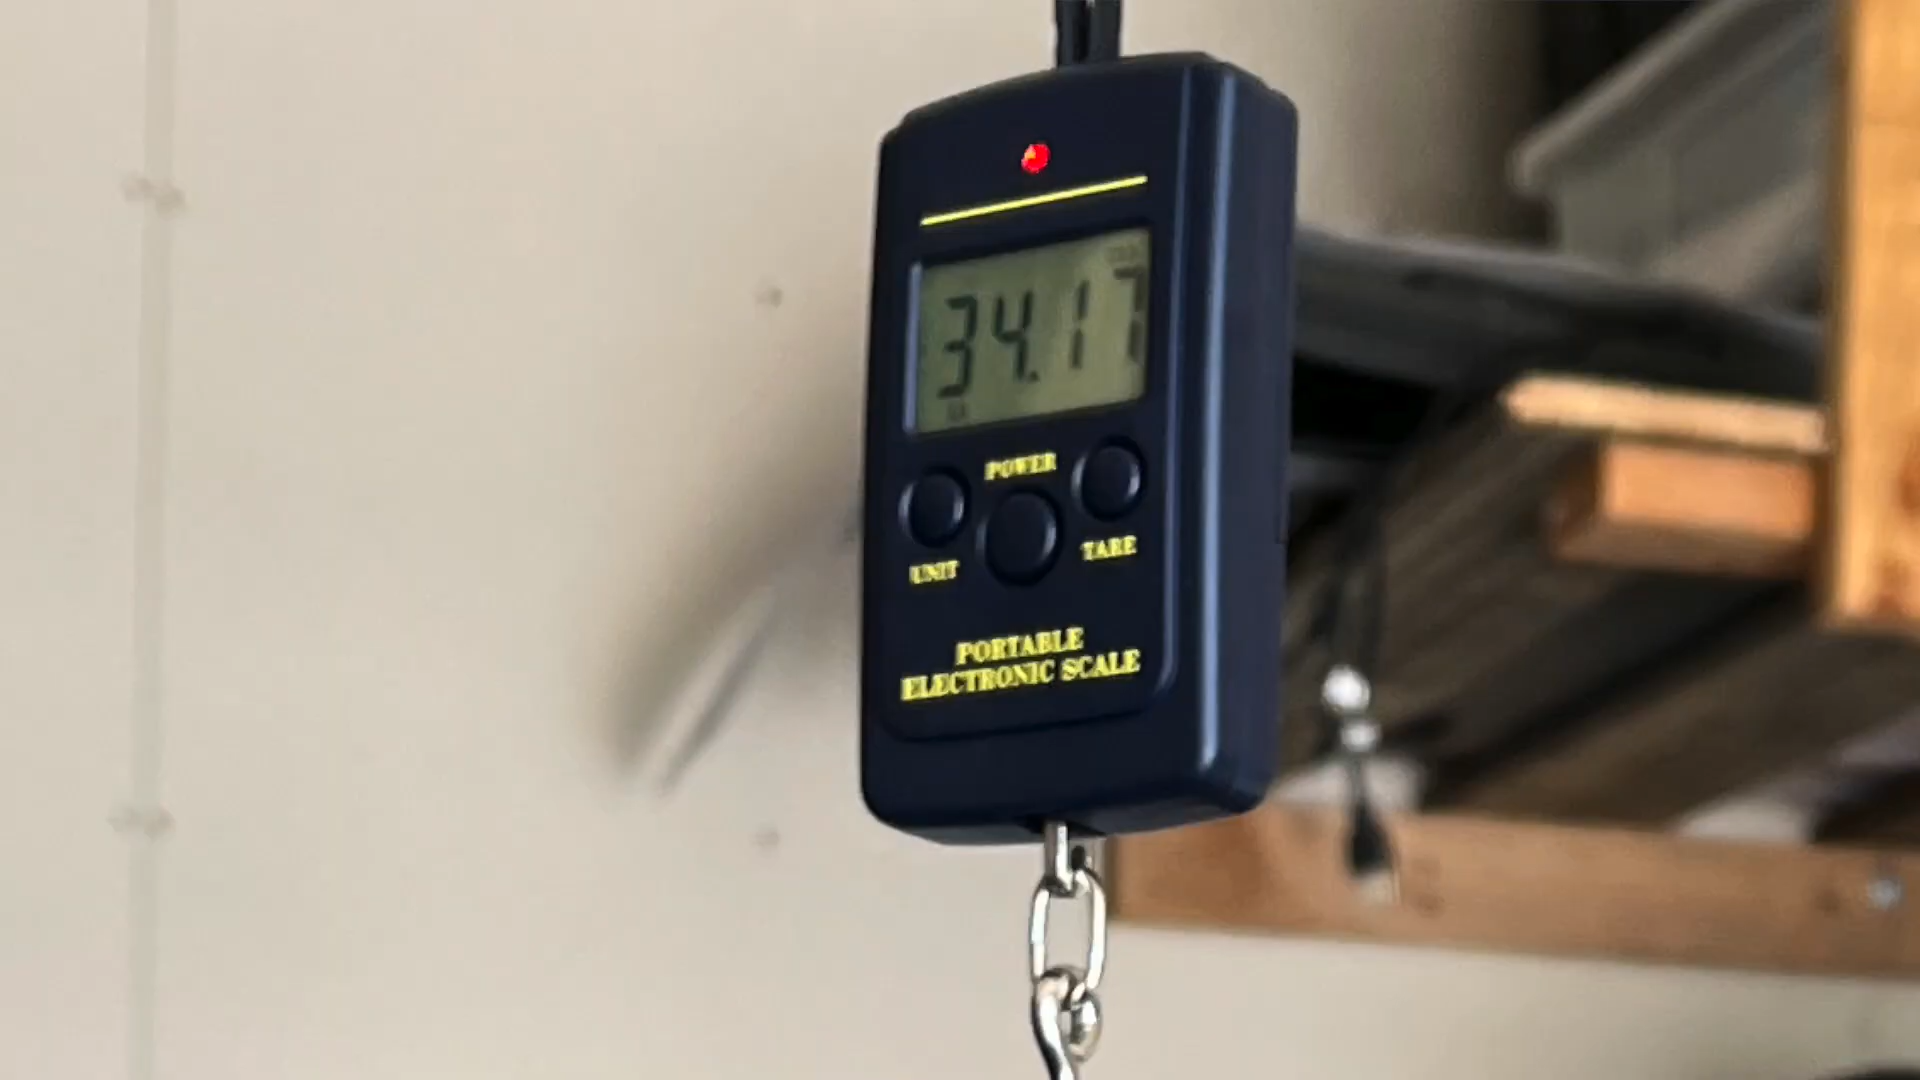 34.17
POWER
UNIT
TARE
PORTABLE
ELECTRONIC SCALE